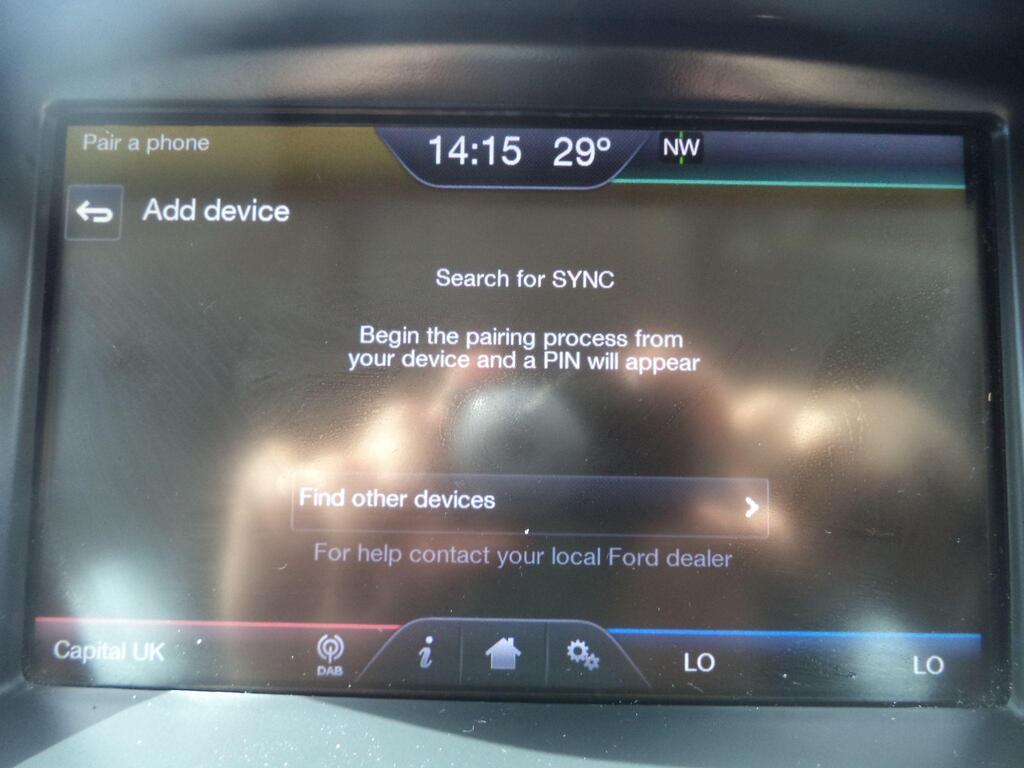 Pair a phone
14:15 29° NW
Add device
Search for SYNC
Begin the pairing process from
your device and a PIN will appear
Find other devices
For help contact your local Ford dealer
Capital UK
DAB
i
LO
LO